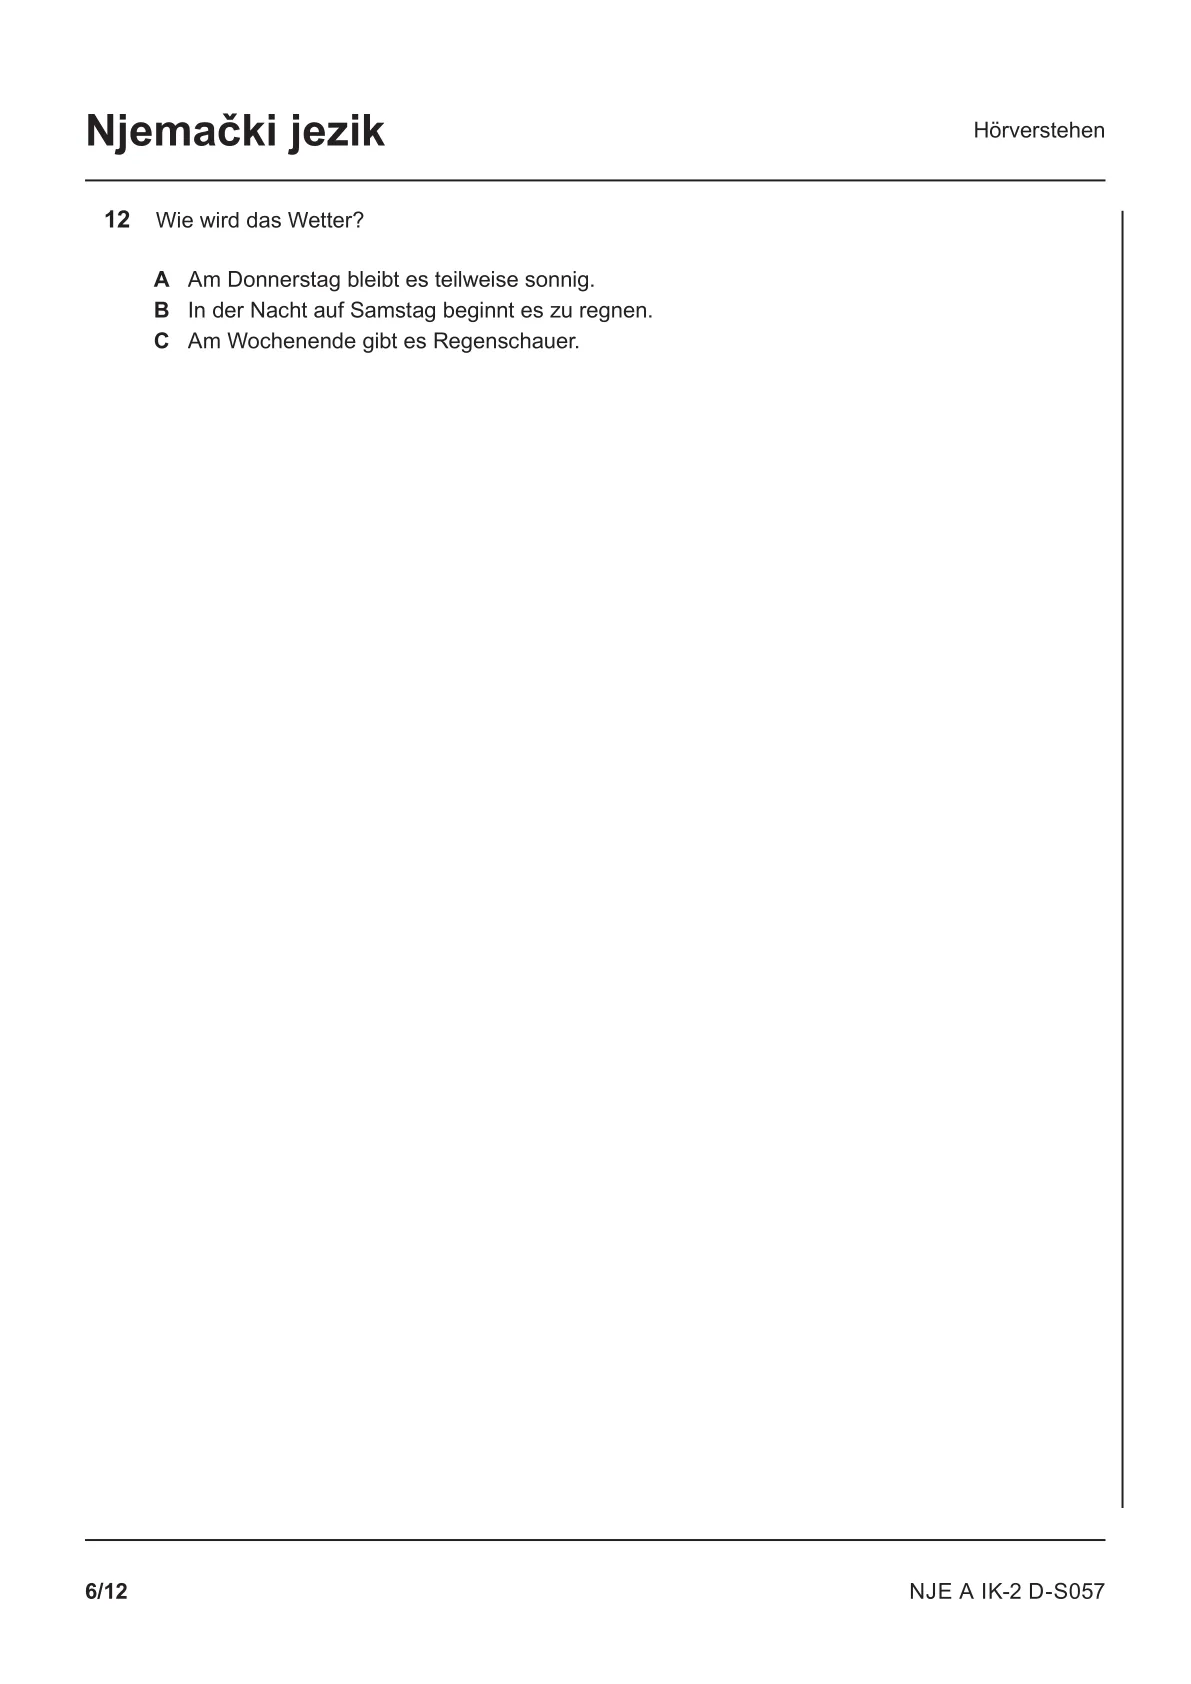 Njemački jezik
Hörverstehen
12 Wie wird das Wetter?
A Am Donnerstag bleibt es teilweise sonnig.
B In der Nacht auf Samstag beginnt es zu regnen.
C Am Wochenende gibt es Regenschauer.
6/12
NJE A IK-2 D-S057